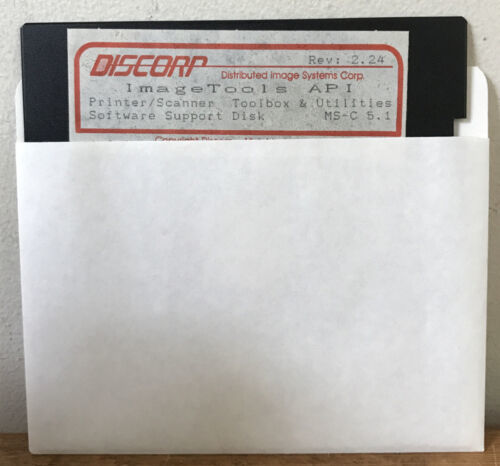 DISCORP
Rev: 2.24
Distributed Image Systems Corp.
ImageTools API
Printer/Scanner Toolbox & Utilities
Software Support Disk MS-C 5.1